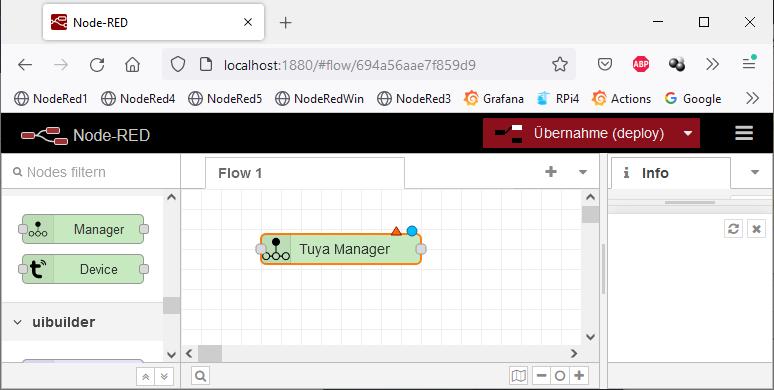 Node-RED
localhost:1880/#flow/694a56aae7f859d9
ABP
NodeRed1 NodeRed4 NodeRed5 NodeRedWin NodeRed3 Grafana RPi4 Actions Google
Node-RED Übernahme (deploy)
Nodes filtern Flow 1 i Info
Manager
Tuya Manager
Device
uibuilder